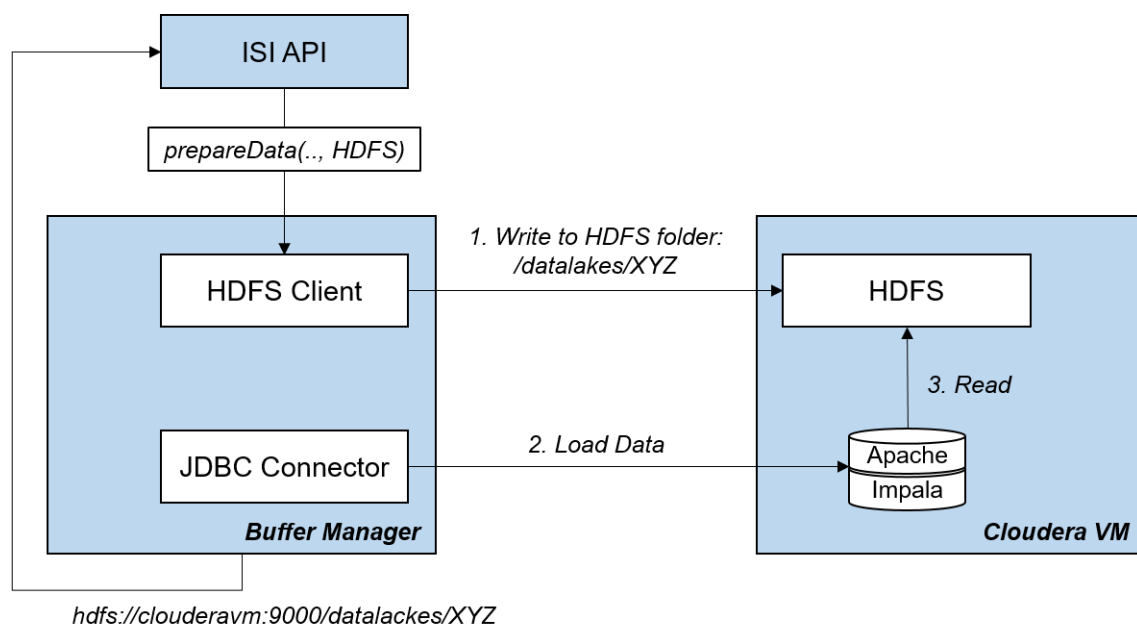 ISI API
prepareData(.., HDFS)
1. Write to HDFS folder:
/datalakes/XYZ
HDFS Client
HDFS
3. Read
JDBC Connector
2. Load Data
Apache
Impala
Buffer Manager
Cloudera VM
hdfs://clouderavm:9000/datalackes/XYZ